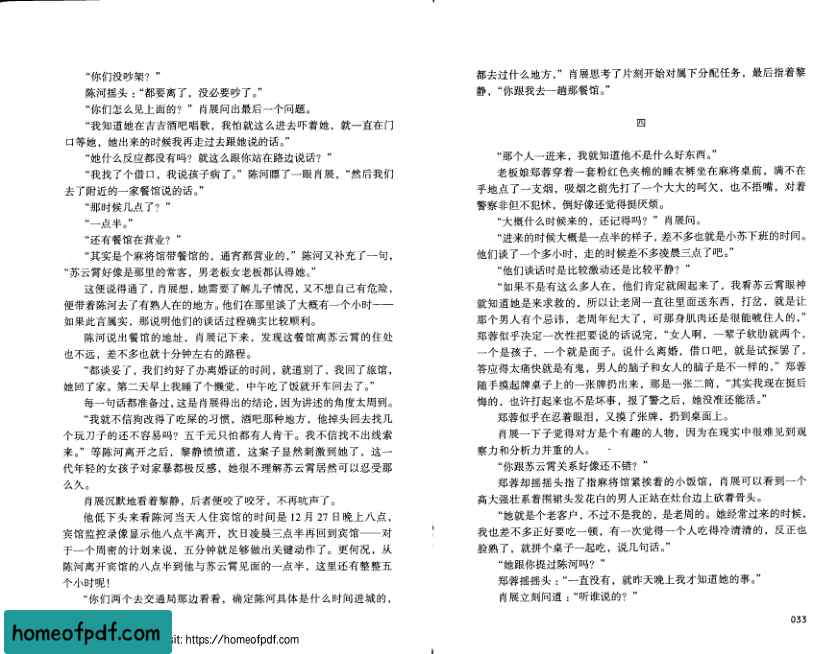 “你们没吵架？”
陈河摇头：“都要离了，没必要吵了。”
“你们怎么见上面的？”肖展问出最后一个问题。
“我知道她在吉吉酒吧唱歌，我怕就这么进去吓着她，就一直在门
口等她，她出来的时候我再走过去跟她说的话。”
“她什么反应都没有吗？就这么跟你站在路边说话？”
“我找了个借口，我说孩子病了。”陈河瞟了一眼肖展，“然后我们
去了附近的一家餐馆说的话。”
“那时候几点了？”
“一点半。”
“还有餐馆在营业？”
“其实是个麻将馆带餐馆的，通宵都营业的，”陈河又补充了一句，
“苏云霄好像是那里的常客，男老板女老板都认得她。”
这便说得通了，肖展想，她需要了解儿子情况，又不想自己有危险，
便带着陈河去了有熟人在的地方。他们在那里谈了大概有一个小时——
如果此言属实，那说明他们的谈话过程确实比较顺利。
陈河说出餐馆的地址，肖展记下来，发现这餐馆离苏云霄的住处
也不远，差不多也就十分钟左右的路程。
“都谈妥了，我们约好了办离婚证的时间，就道别了，我回了旅馆，
她回了家。第二天早上我睡了个懒觉，中午吃了饭就开车回去了。”
每一句话都准备过，这是肖展得出的结论，因为讲述的角度太周到。
“我就不信狗改得了吃屎的习惯，酒吧那种地方，他掉头回去找几
个玩刀子的还不容易吗？五千元只怕都有人肯干。我不信找不出线索
来。”等陈河离开之后，黎静愤愤道，这案子显然刺激到她了，这一
代年轻的女孩子对家暴都极反感，她很不理解苏云霄居然可以忍受那
么久。
肖展沉默地看着黎静，后者便咬了咬牙，不再吭声了。
他低下头来看陈河当天入住宾馆的时间是 12 月 27 日晚上八点，
宾馆监控录像显示他八点半离开，次日凌晨三点半再回到宾馆——对
于一个周密的计划来说，五分钟就足够做出关键动作了。更何况，从
陈河离开宾馆的八点半到他与苏云霄见面的一点半，这里还有整整五
个小时呢！
“你们两个去交通局那边看看，确定陈河具体是什么时间进城的，
都去过什么地方，”肖展思考了片刻开始对属下分配任务，最后指着黎
静，“你跟我去一趟那餐馆。”
四
“那个人一进来，我就知道他不是什么好东西。”
老板娘郑蓉穿着一套粉红色夹棉的睡衣裤坐在麻将桌前，满不在
乎地点了一支烟，吸烟之前先打了一个大大的呵欠，也不捂嘴，对着
警察非但不犯怵，倒好像还觉得挺厌烦。
“大概什么时候来的，还记得吗？”肖展问。
“进来的时候大概是一点半的样子，差不多也就是小苏下班的时间。
他们谈了一个多小时，走的时候差不多凌晨三点了吧。”
“他们谈话时是比较激动还是比较平静？”
“如果不是有这么多人在，他们肯定就闹起来了，我看苏云霄眼神
就知道她是来求救的，所以让老周一直往里面送东西，打岔，就是让
那个男人有个忌讳，老周年纪大了，可那身肌肉还是很能唬住人的。”
郑蓉似乎决定一次性把要说的话说完，“女人啊，一辈子软肋就两个，
一个是孩子，一个就是面子。说什么离婚，借口吧，就是试探罢了，
答应得太痛快就是有鬼，男人的脑子和女人的脑子是不一样的，”郑蓉
随手摸起牌桌子上的一张牌扔出来，那是一张二筒，“其实我现在挺后
悔的，也许打起来也不是坏事，报了警之后，她没准还能活。”
郑蓉似乎在忍着眼泪，又摸了张牌，扔到桌面上。
肖展一下子觉得对方是个有趣的人物，因为在现实中很难见到观
察力和分析力并重的人。
“你跟苏云霄关系好像还不错？”
郑蓉却摇摇头指了指麻将馆紧挨着的小饭馆，肖展可以看到一个
高大强壮系着围裙头发花白的男人正站在灶台边上砍着骨头。
“她就是个老客户，不过不是我的，是老周的。她经常过来的时候，
我也差不多正好要吃一顿，有一次觉得一个人吃得冷清清的，反正也
脸熟了，就拼个桌子一起吃，说几句话。”
“她跟你提过陈河吗？”
郑蓉摇摇头：“一直没有，就昨天晚上我才知道她的事。”
肖展立刻问道：“听谁说的？”
033
homeofpdf.com
sit: https://homeofpdf.com